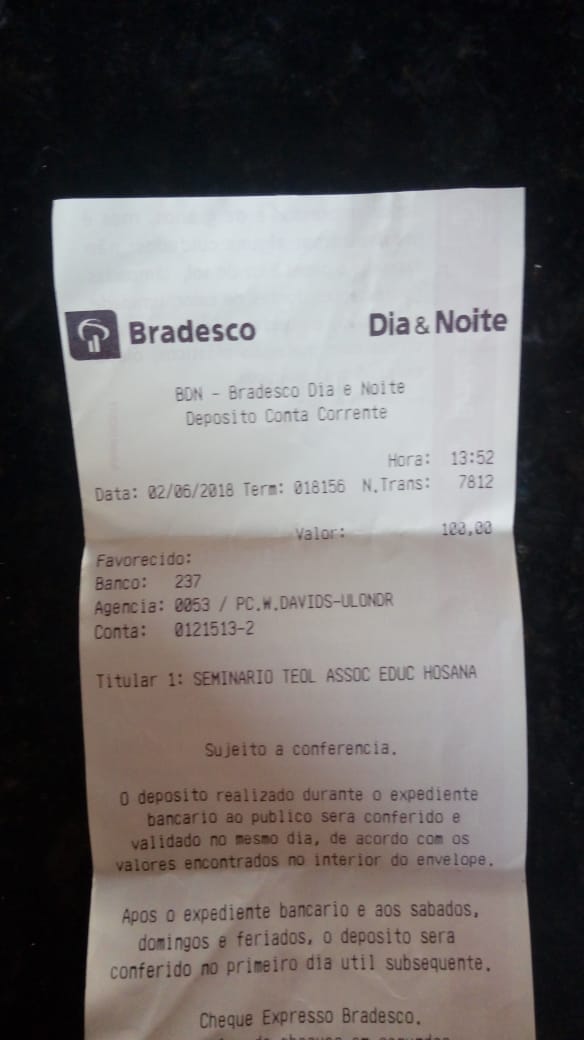 Bradesco Dia & Noite
BDN - Bradesco Dia e Noite
Deposito Conta Corrente
Hora: 13:52
Data: 02/06/2018 Term: 018156 N.Trans: 7812
Valor: 100,00
Favorecido:
Banco: 237
Agencia: 0053 / PC.W.DAVIDS-ULONDR
Conta: 0121513-2
Titular 1: SEMINARIO TEOL ASSOC EDUC HOSANA
Sujeito a conferencia.
O deposito realizado durante o expediente
bancario ao publico sera conferido e
validado no mesmo dia, de acordo com os
valores encontrados no interior do envelope.
Apos o expediente bancario e aos sabados,
domingos e feriados, o deposito sera
conferido no primeiro dia util subsequente.
Cheque Expresso Bradesco.